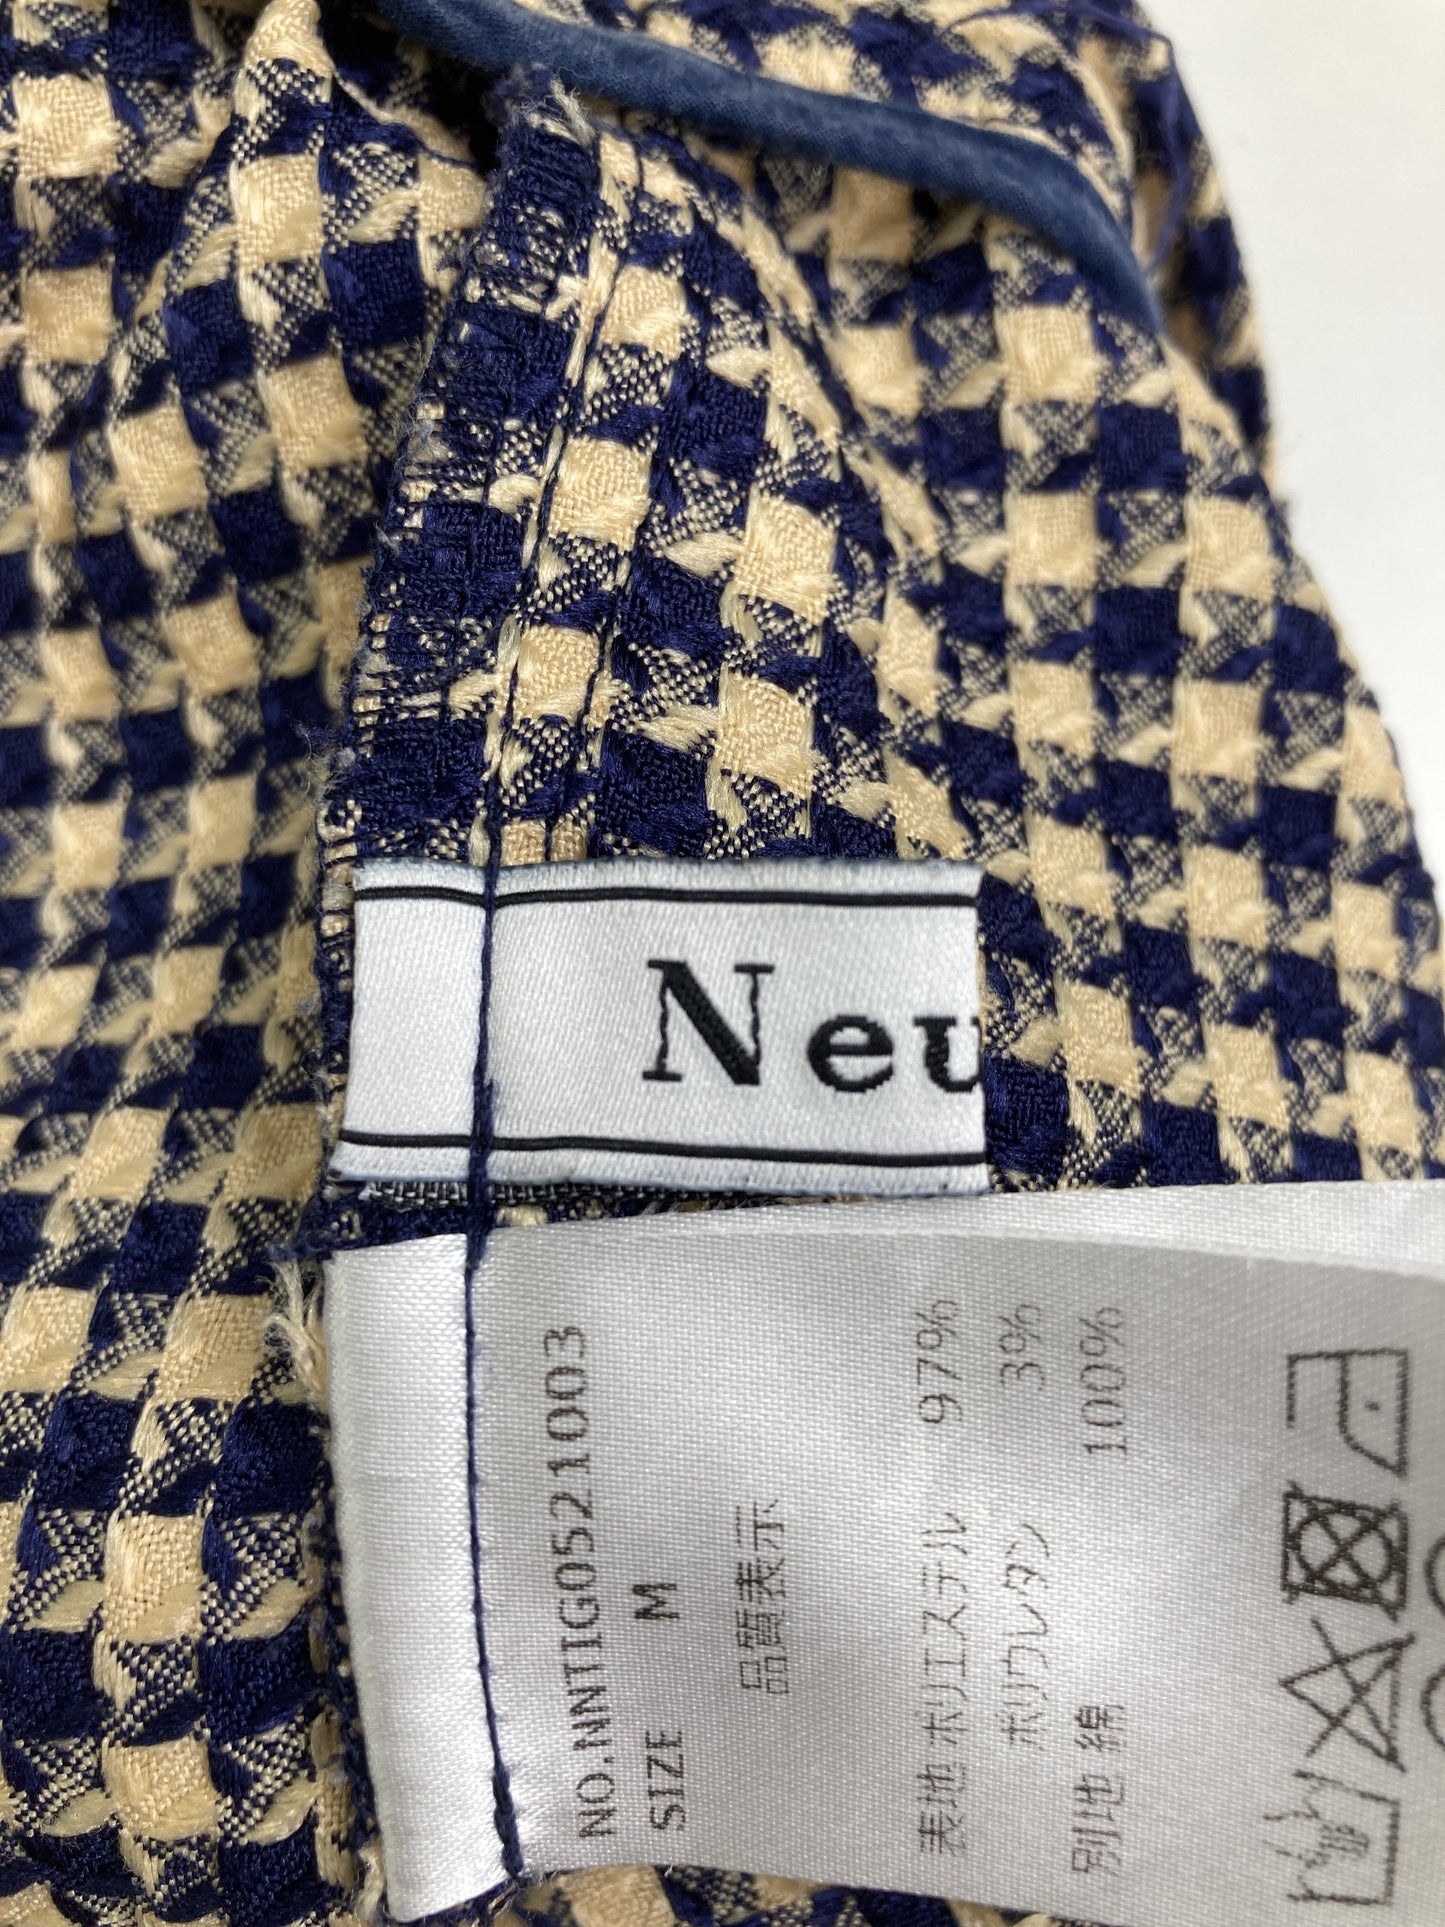 Neu
NO.NNTIG0521003
SIZE M
品質表示
表地 ポリエステル 97%
ポリウレタン 3%
別地 綿 100%